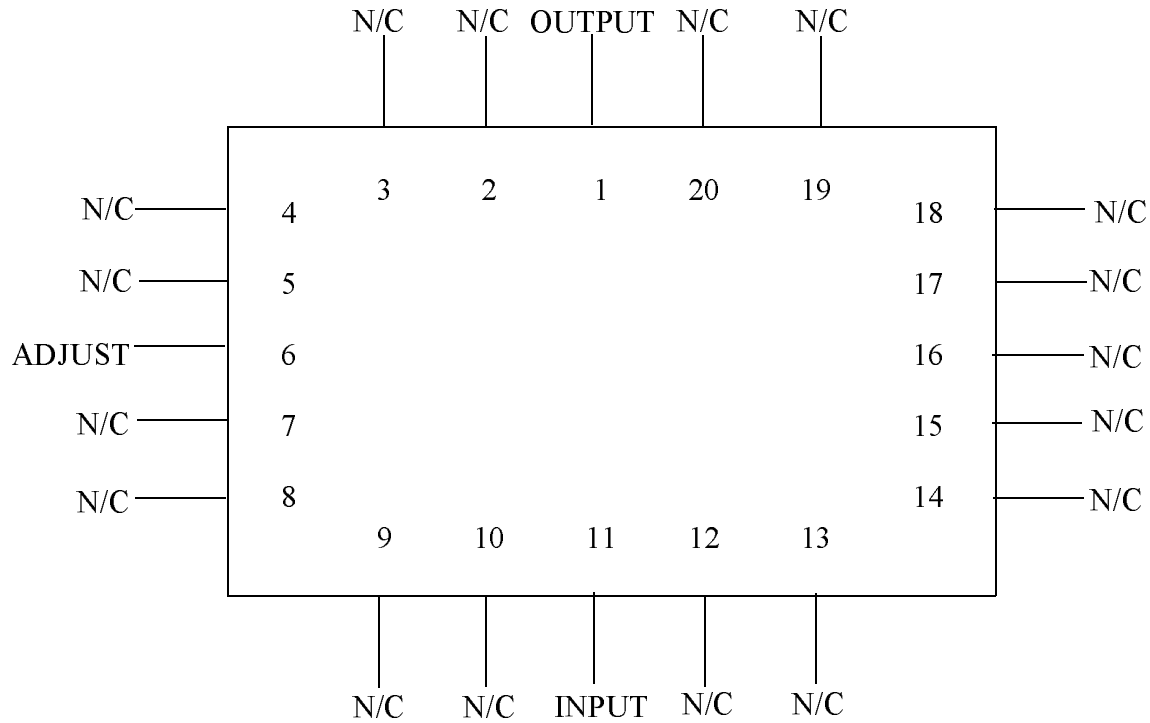 N/C N/C OUTPUT N/C N/C
3 2 1 20 19
N/C 4 18 N/C
N/C 5 17 N/C
ADJUST 6 16 N/C
N/C 7 15 N/C
N/C 8 14 N/C
9 10 11 12 13
N/C N/C INPUT N/C N/C